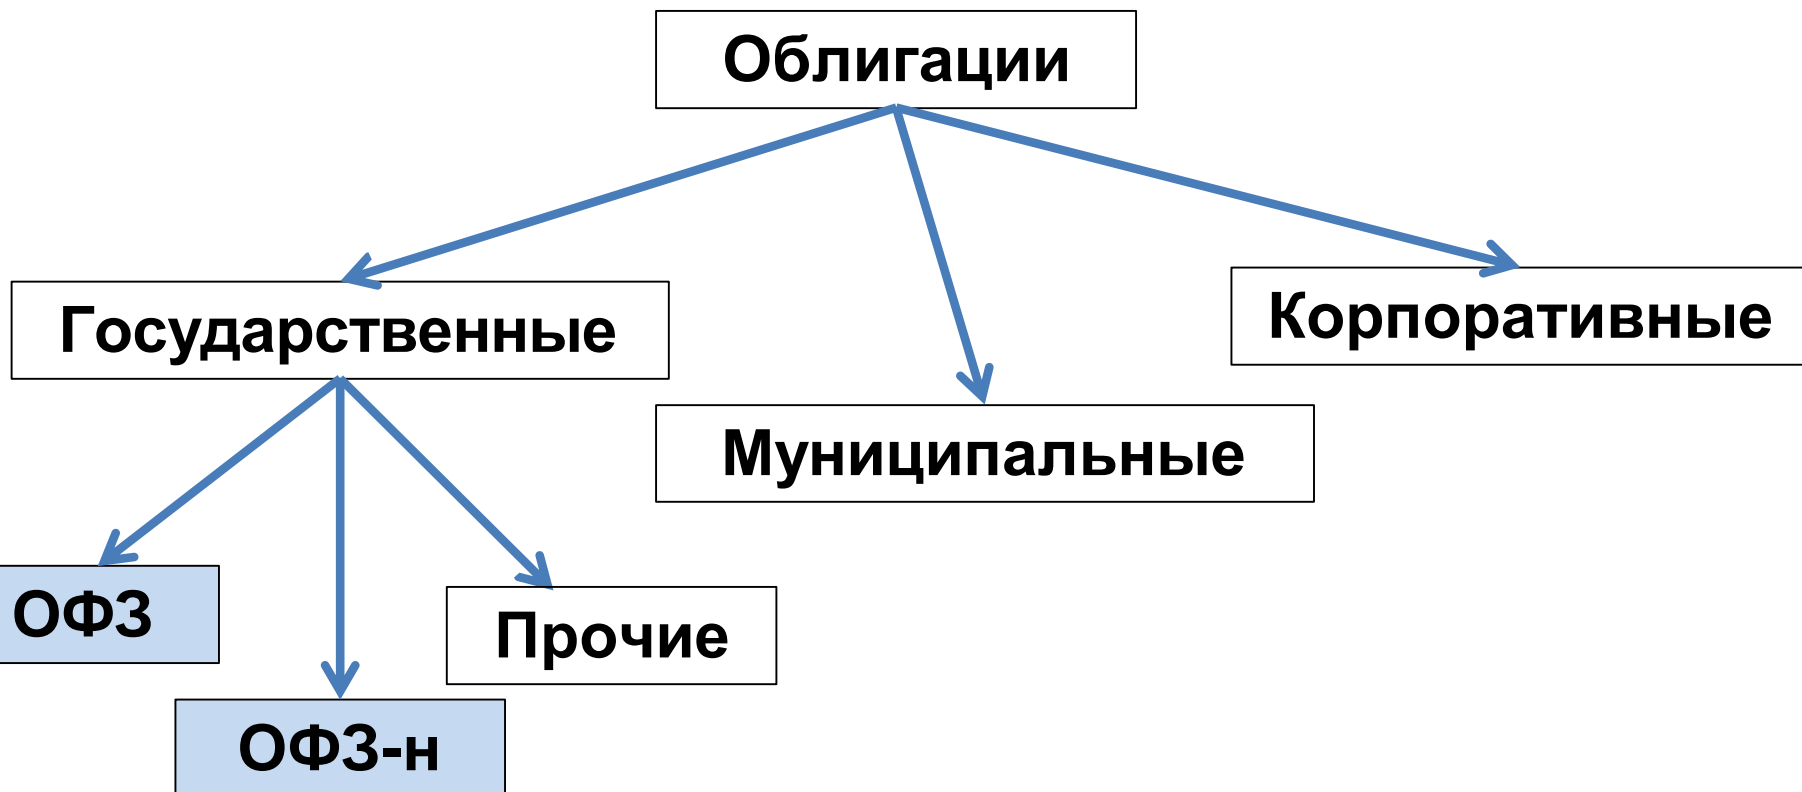 Облигации
Государственные
Корпоративные
Муниципальные
ОФЗ
Прочие
ОФЗ-н